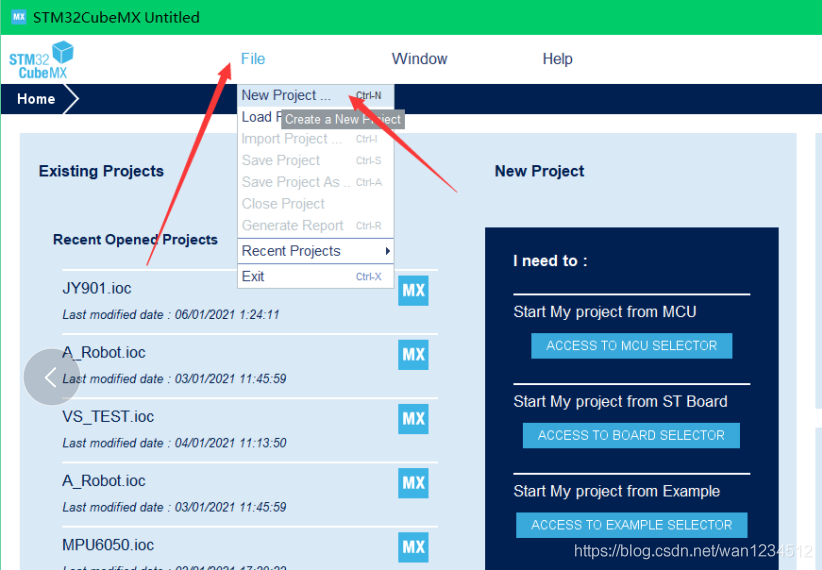 MX STM32CubeMX Untitled
STM32
CubeMX
File Window Help
Home
New Project ... Ctrl-N
Load
Create a New Project
Import Project ... Ctrl-I
Save Project Ctrl-S
Save Project As .. Ctrl-A
Close Project
Generate Report Ctrl-R
Recent Projects
Exit Ctrl-X
Existing Projects
Recent Opened Projects
JY901.ioc
MX
Last modified date : 06/01/2021 1:24:11
A_Robot.ioc
MX
Last modified date : 03/01/2021 11:45:59
VS_TEST.ioc
MX
Last modified date : 04/01/2021 11:13:50
A_Robot.ioc
MX
Last modified date : 03/01/2021 11:45:59
MPU6050.ioc
MX
New Project
I need to :
Start My project from MCU
ACCESS TO MCU SELECTOR
Start My project from ST Board
ACCESS TO BOARD SELECTOR
Start My project from Example
ACCESS TO EXAMPLE SELECTOR
https://blog.csdn.net/wan1234512